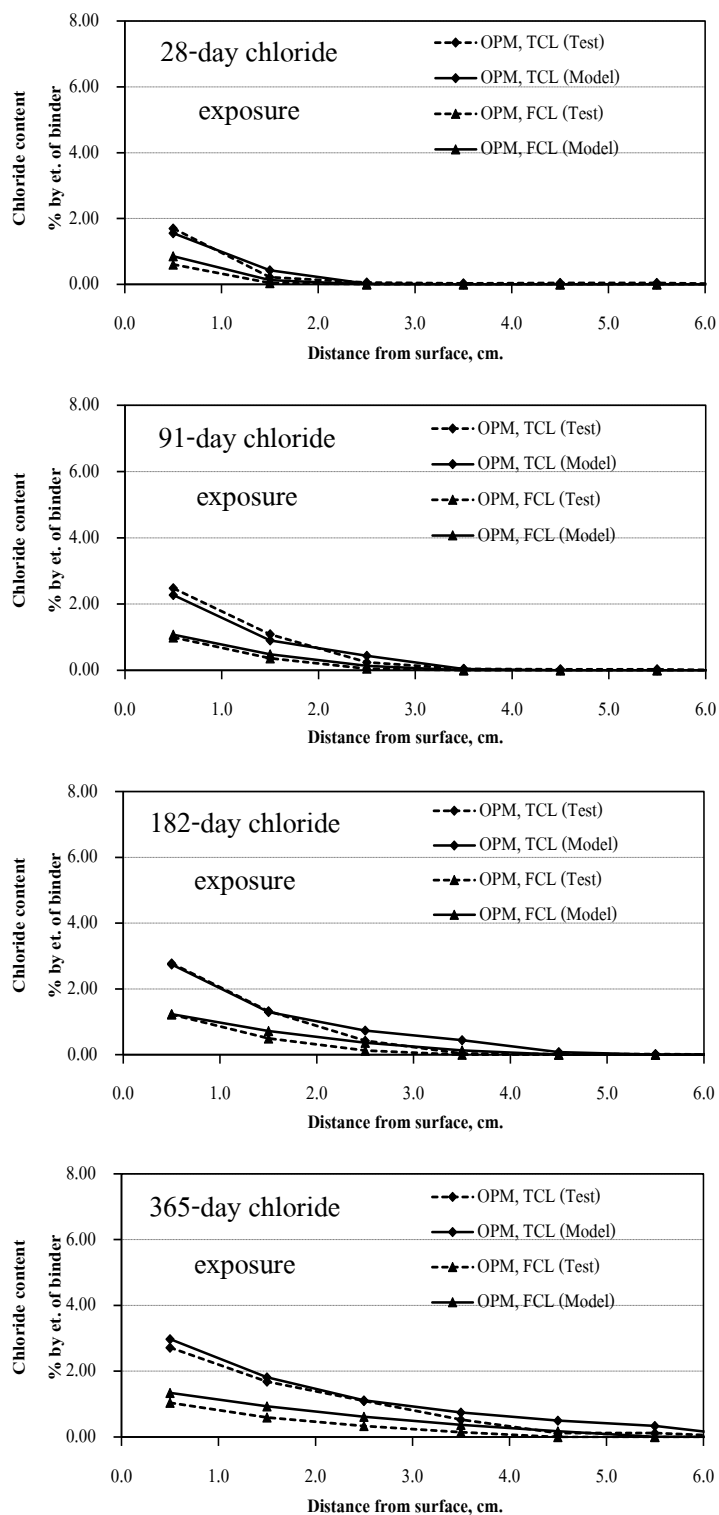 28-day chloride
exposure
OPM, TCL (Test)
OPM, TCL (Model)
OPM, FCL (Test)
OPM, FCL (Model)
Chloride content
% by et. of binder
8.00
6.00
4.00
2.00
0.00
0.0 1.0 2.0 3.0 4.0 5.0 6.0
Distance from surface, cm.
91-day chloride
exposure
OPM, TCL (Test)
OPM, TCL (Model)
OPM, FCL (Test)
OPM, FCL (Model)
Chloride content
% by et. of binder
8.00
6.00
4.00
2.00
0.00
0.0 1.0 2.0 3.0 4.0 5.0 6.0
Distance from surface, cm.
182-day chloride
exposure
OPM, TCL (Test)
OPM, TCL (Model)
OPM, FCL (Test)
OPM, FCL (Model)
Chloride content
% by et. of binder
8.00
6.00
4.00
2.00
0.00
0.0 1.0 2.0 3.0 4.0 5.0 6.0
Distance from surface, cm.
365-day chloride
exposure
OPM, TCL (Test)
OPM, TCL (Model)
OPM, FCL (Test)
OPM, FCL (Model)
Chloride content
% by et. of binder
8.00
6.00
4.00
2.00
0.00
0.0 1.0 2.0 3.0 4.0 5.0 6.0
Distance from surface, cm.